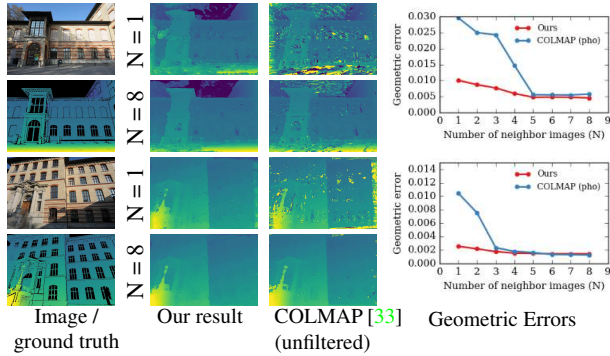 N = 1
N = 8
N = 1
N = 8
Image /
ground truth
Our result
COLMAP [33]
(unfiltered)
Geometric Errors
0.030
0.025
0.020
0.015
0.010
0.005
0.000
Geometric error
Ours
COLMAP (pho)
0 1 2 3 4 5 6 7 8 9
Number of neighbor images (N)
0.016
0.014
0.012
0.010
0.008
0.006
0.004
0.002
0.000
Geometric error
Ours
COLMAP (pho)
0 1 2 3 4 5 6 7 8 9
Number of neighbor images (N)